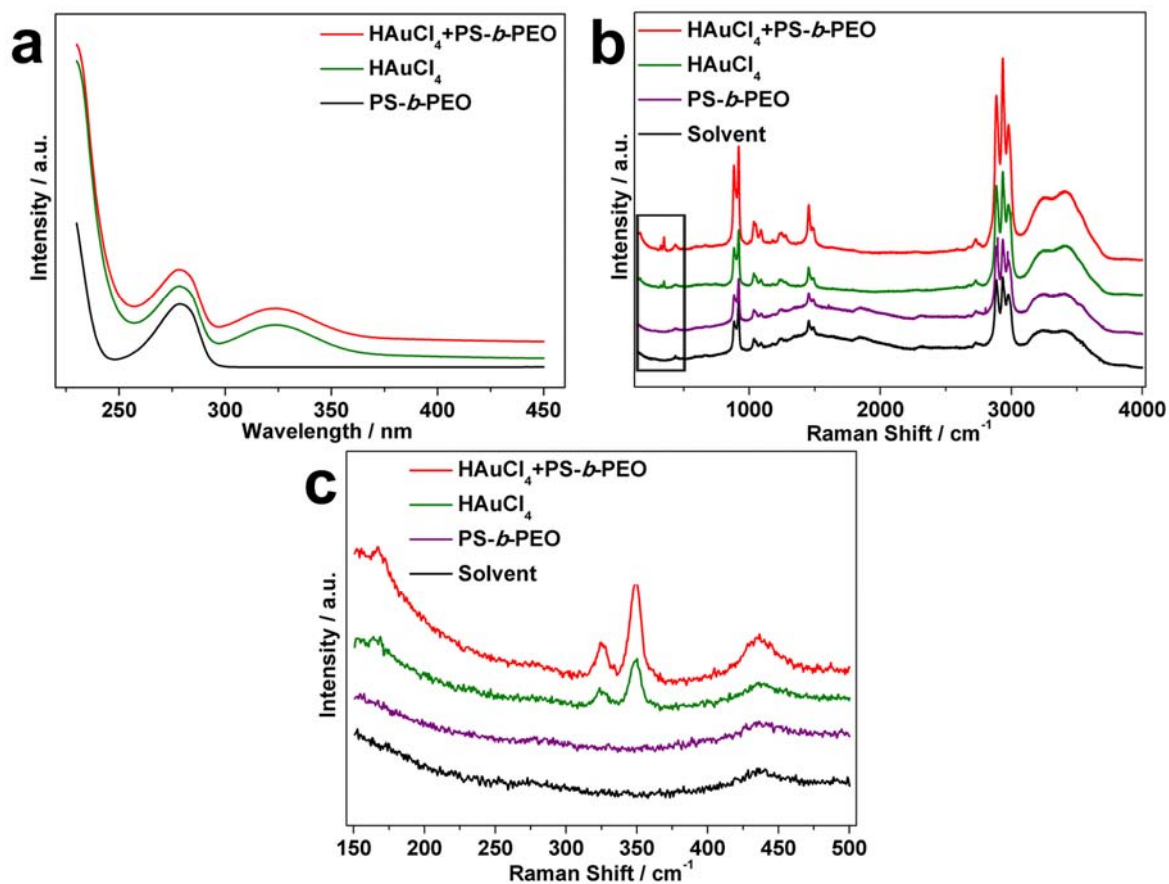 a
HAuCl₄+PS-b-PEO
HAuCl₄
PS-b-PEO
Intensity / a.u.
250 300 350 400 450
Wavelength / nm
b
HAuCl₄+PS-b-PEO
HAuCl₄
PS-b-PEO
Solvent
Intensity / a.u.
1000 2000 3000 4000
Raman Shift / cm⁻¹
c
HAuCl₄+PS-b-PEO
HAuCl₄
PS-b-PEO
Solvent
Intensity / a.u.
150 200 250 300 350 400 450 500
Raman Shift / cm⁻¹